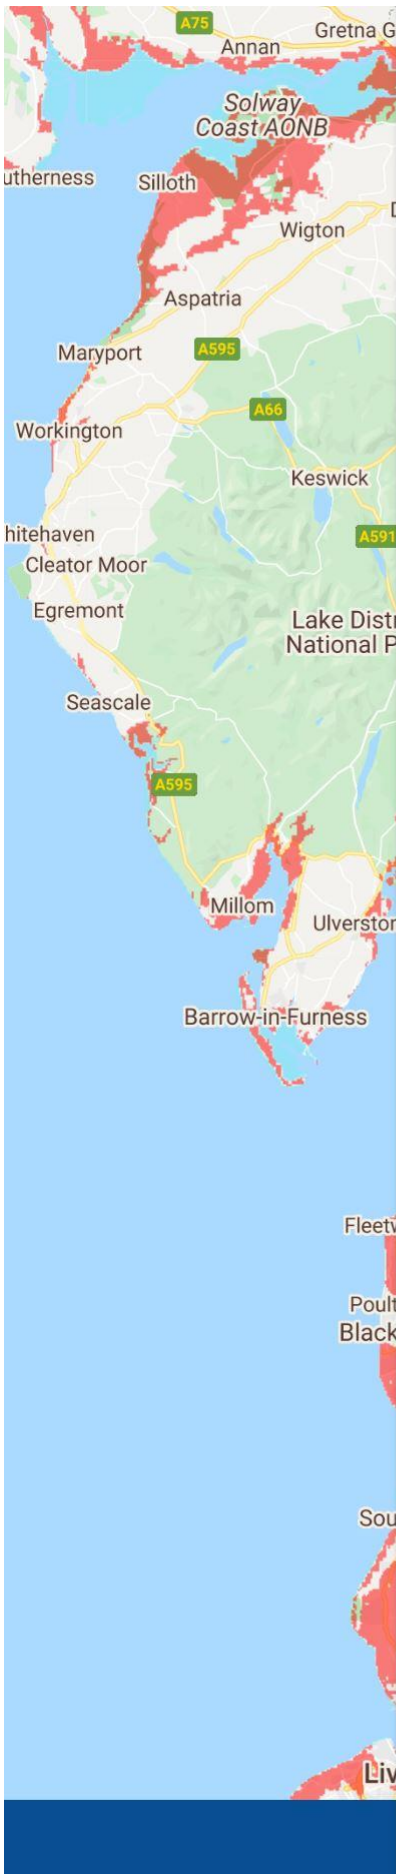 A75
Annan
Gretna G
Solway
Coast AONB
utherness
Silloth
Wigton
D
Aspatria
Maryport
A595
A66
Workington
Keswick
hitehaven
A591
Cleator Moor
Egremont
Lake Distr
National P
Seascale
A595
Millom
Ulverston
Barrow-in-Furness
Fleetw
Poult
Black
Sou
Liv